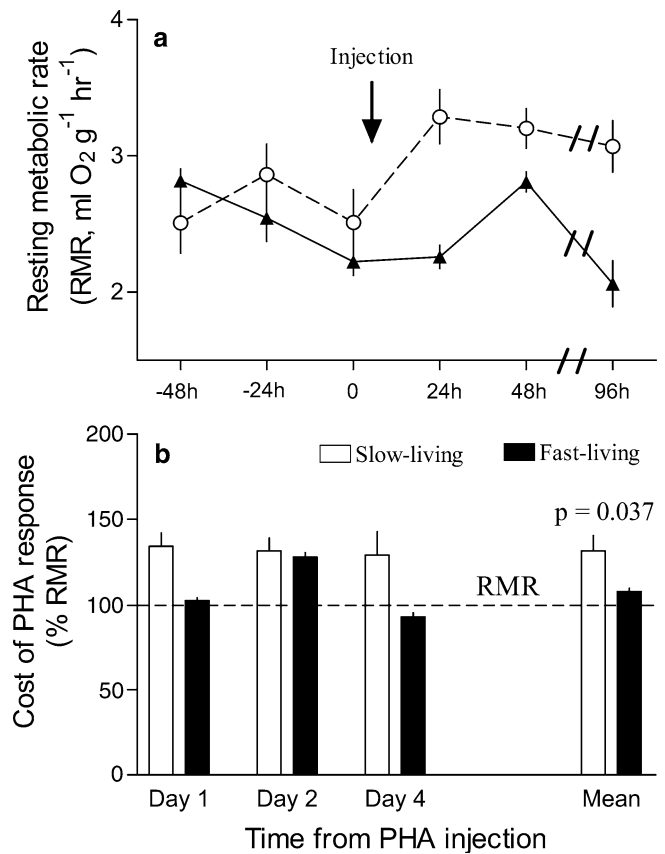 a
Injection
Resting metabolic rate
(RMR, ml O₂ g⁻¹ hr⁻¹)
4
3
2
-48h -24h 0 24h 48h 96h
b
Slow-living Fast-living
Cost of PHA response
(% RMR)
200
150
100
50
0
p = 0.037
RMR
Day 1 Day 2 Day 4 Mean
Time from PHA injection